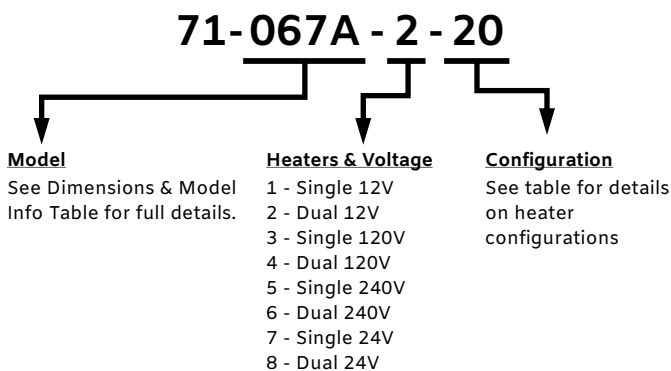 71-067A-2-20
Model
See Dimensions & Model
Info Table for full details.
Heaters & Voltage
1 - Single 12V
2 - Dual 12V
3 - Single 120V
4 - Dual 120V
5 - Single 240V
6 - Dual 240V
7 - Single 24V
8 - Dual 24V
Configuration
See table for details
on heater
configurations